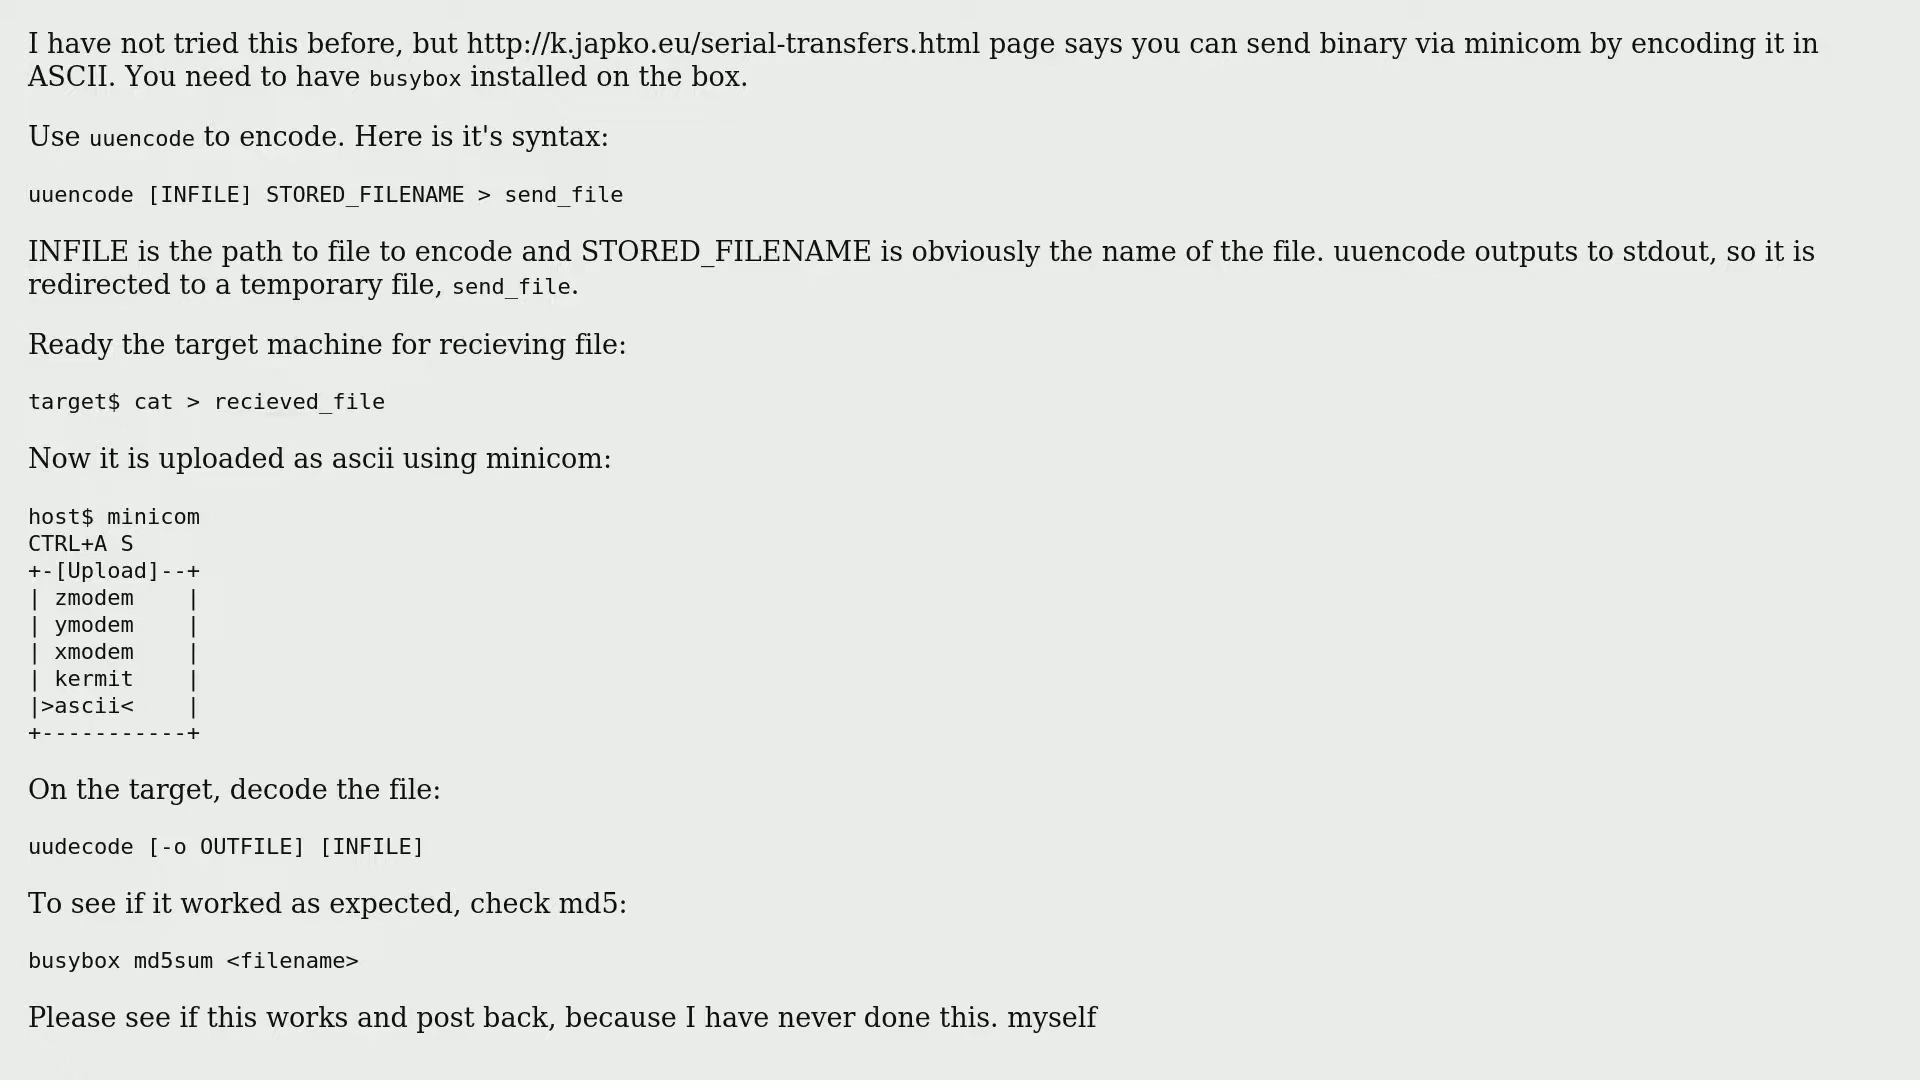 I have not tried this before, but http://k.japko.eu/serial-transfers.html page says you can send binary via minicom by encoding it in
ASCII. You need to have busybox installed on the box.
Use uuencode to encode. Here is it's syntax:
uuencode [INFILE] STORED_FILENAME > send_file
INFILE is the path to file to encode and STORED_FILENAME is obviously the name of the file. uuencode outputs to stdout, so it is
redirected to a temporary file, send_file.
Ready the target machine for recieving file:
target$ cat > recieved_file
Now it is uploaded as ascii using minicom:
host$ minicom
CTRL+A S
+-[Upload]--+
| zmodem    |
| ymodem    |
| xmodem    |
| kermit    |
|>ascii<    |
+-----------+
On the target, decode the file:
uudecode [-o OUTFILE] [INFILE]
To see if it worked as expected, check md5:
busybox md5sum <filename>
Please see if this works and post back, because I have never done this. myself